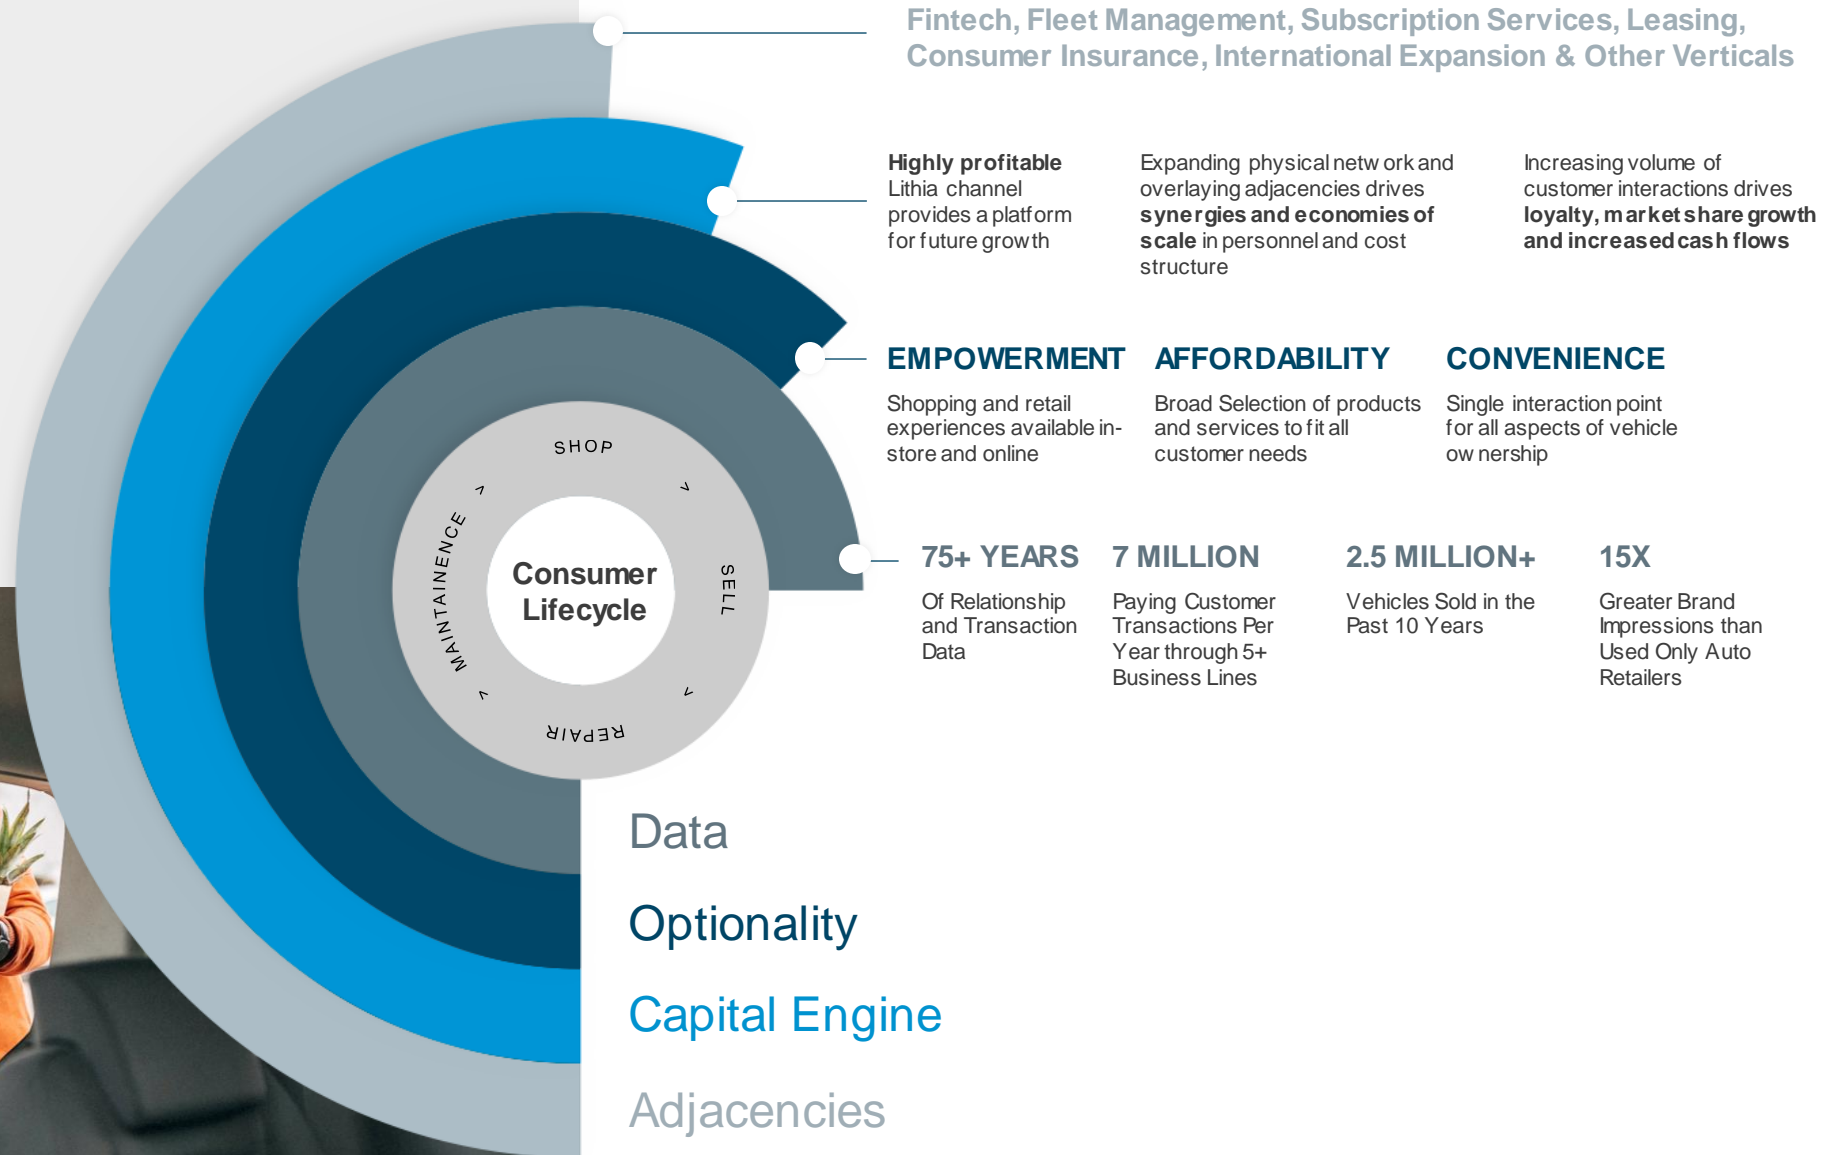 Fintech, Fleet Management, Subscription Services, Leasing,
Consumer Insurance, International Expansion & Other Verticals
Highly profitable
Lithia channel
provides a platform
for future growth
Expanding physical network and
overlaying adjacencies drives
synergies and economies of
scale in personnel and cost
structure
Increasing volume of
customer interactions drives
loyalty, market share growth
and increased cash flows
EMPOWERMENT
Shopping and retail
experiences available in-
store and online
AFFORDABILITY
Broad Selection of products
and services to fit all
customer needs
CONVENIENCE
Single interaction point
for all aspects of vehicle
ownership
75+ YEARS
Of Relationship
and Transaction
Data
7 MILLION
Paying Customer
Transactions Per
Year through 5+
Business Lines
2.5 MILLION+
Vehicles Sold in the
Past 10 Years
15X
Greater Brand
Impressions than
Used Only Auto
Retailers
SHOP
>
SELL
>
REPAIR
>
MAINTAINENCE
>
Consumer
Lifecycle
Data
Optionality
Capital Engine
Adjacencies